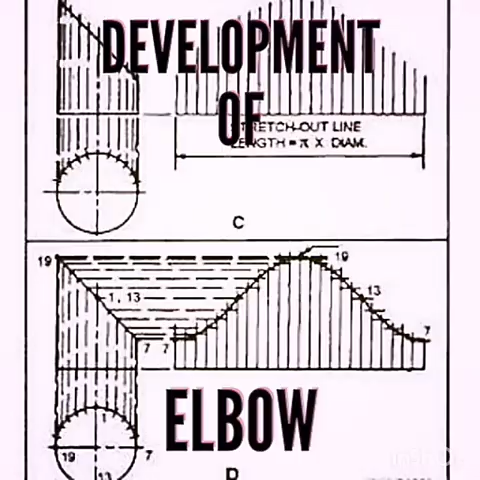 DEVELOPMENT
OF
STRETCH-OUT LINE
LENGTH = π X DIAM.
C
19
19
1, 13
13
7
7
7
ELBOW
1
19
7
13
D